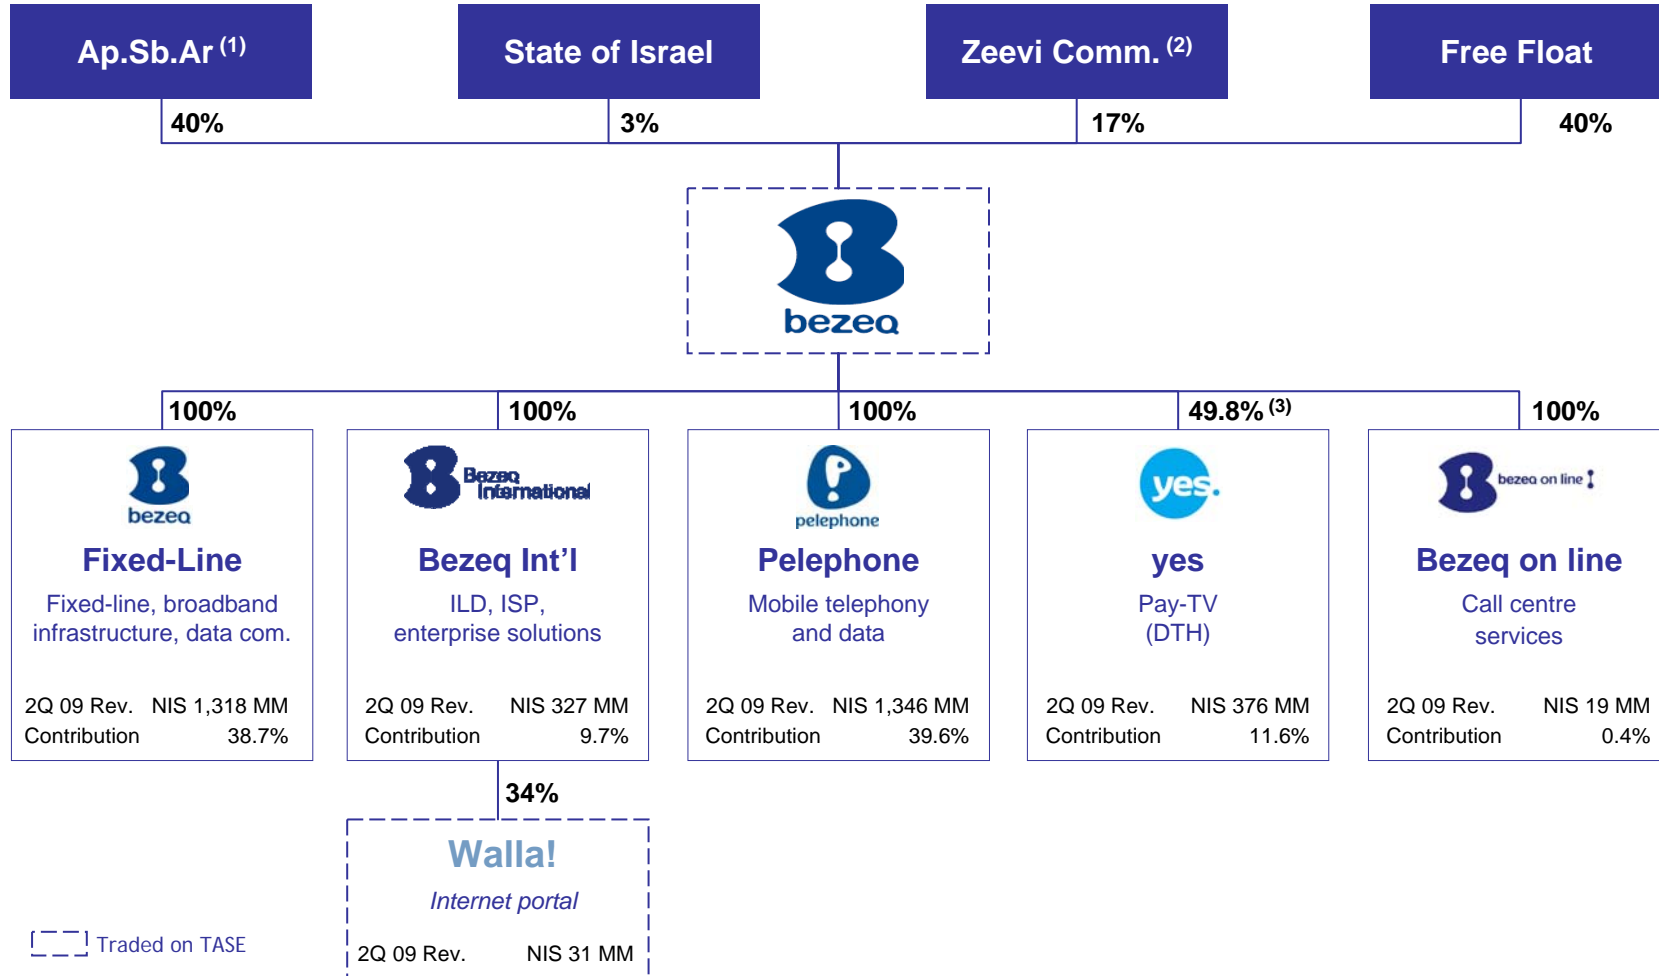 Ap.Sb.Ar (1)
State of Israel
Zeevi Comm. (2)
Free Float
40%
3%
17%
40%
bezeq
100%
100%
100%
49.8% (3)
100%
bezeq
Fixed-Line
Fixed-line, broadband
infrastructure, data com.
2Q 09 Rev. NIS 1,318 MM
Contribution 38.7%
Bezeq
International
Bezeq Int'l
ILD, ISP,
enterprise solutions
2Q 09 Rev. NIS 327 MM
Contribution 9.7%
pelephone
Pelephone
Mobile telephony
and data
2Q 09 Rev. NIS 1,346 MM
Contribution 39.6%
yes.
yes
Pay-TV
(DTH)
2Q 09 Rev. NIS 376 MM
Contribution 11.6%
bezeq on line
Bezeq on line
Call centre
services
2Q 09 Rev. NIS 19 MM
Contribution 0.4%
34%
Walla!
Internet portal
2Q 09 Rev. NIS 31 MM
Traded on TASE